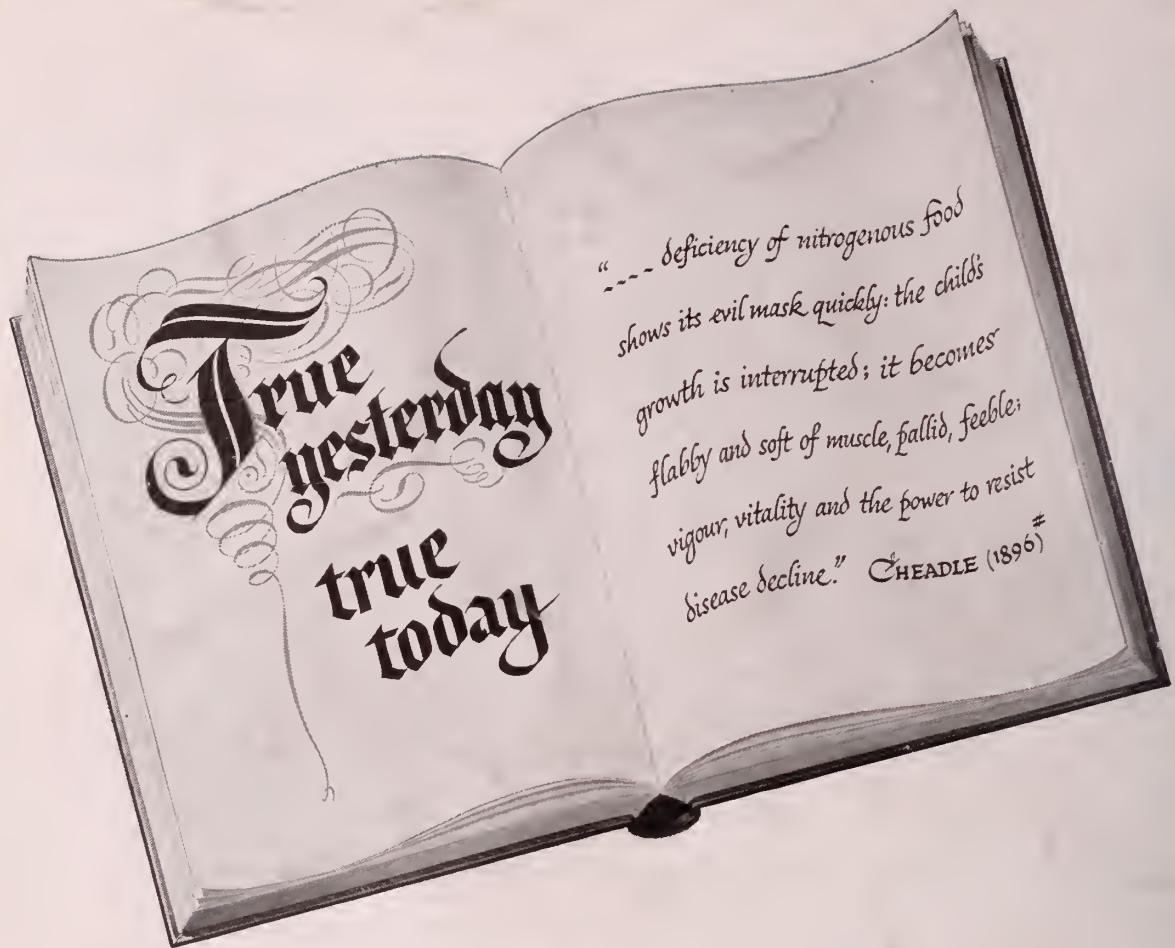 True
yesterday
true
today
“---- deficiency of nitrogenous food
shows its evil mask quickly: the child's
growth is interrupted; it becomes
flabby and soft of muscle, pallid, feeble;
vigour, vitality and the power to resist
disease decline.” CHEADLE (1896)#